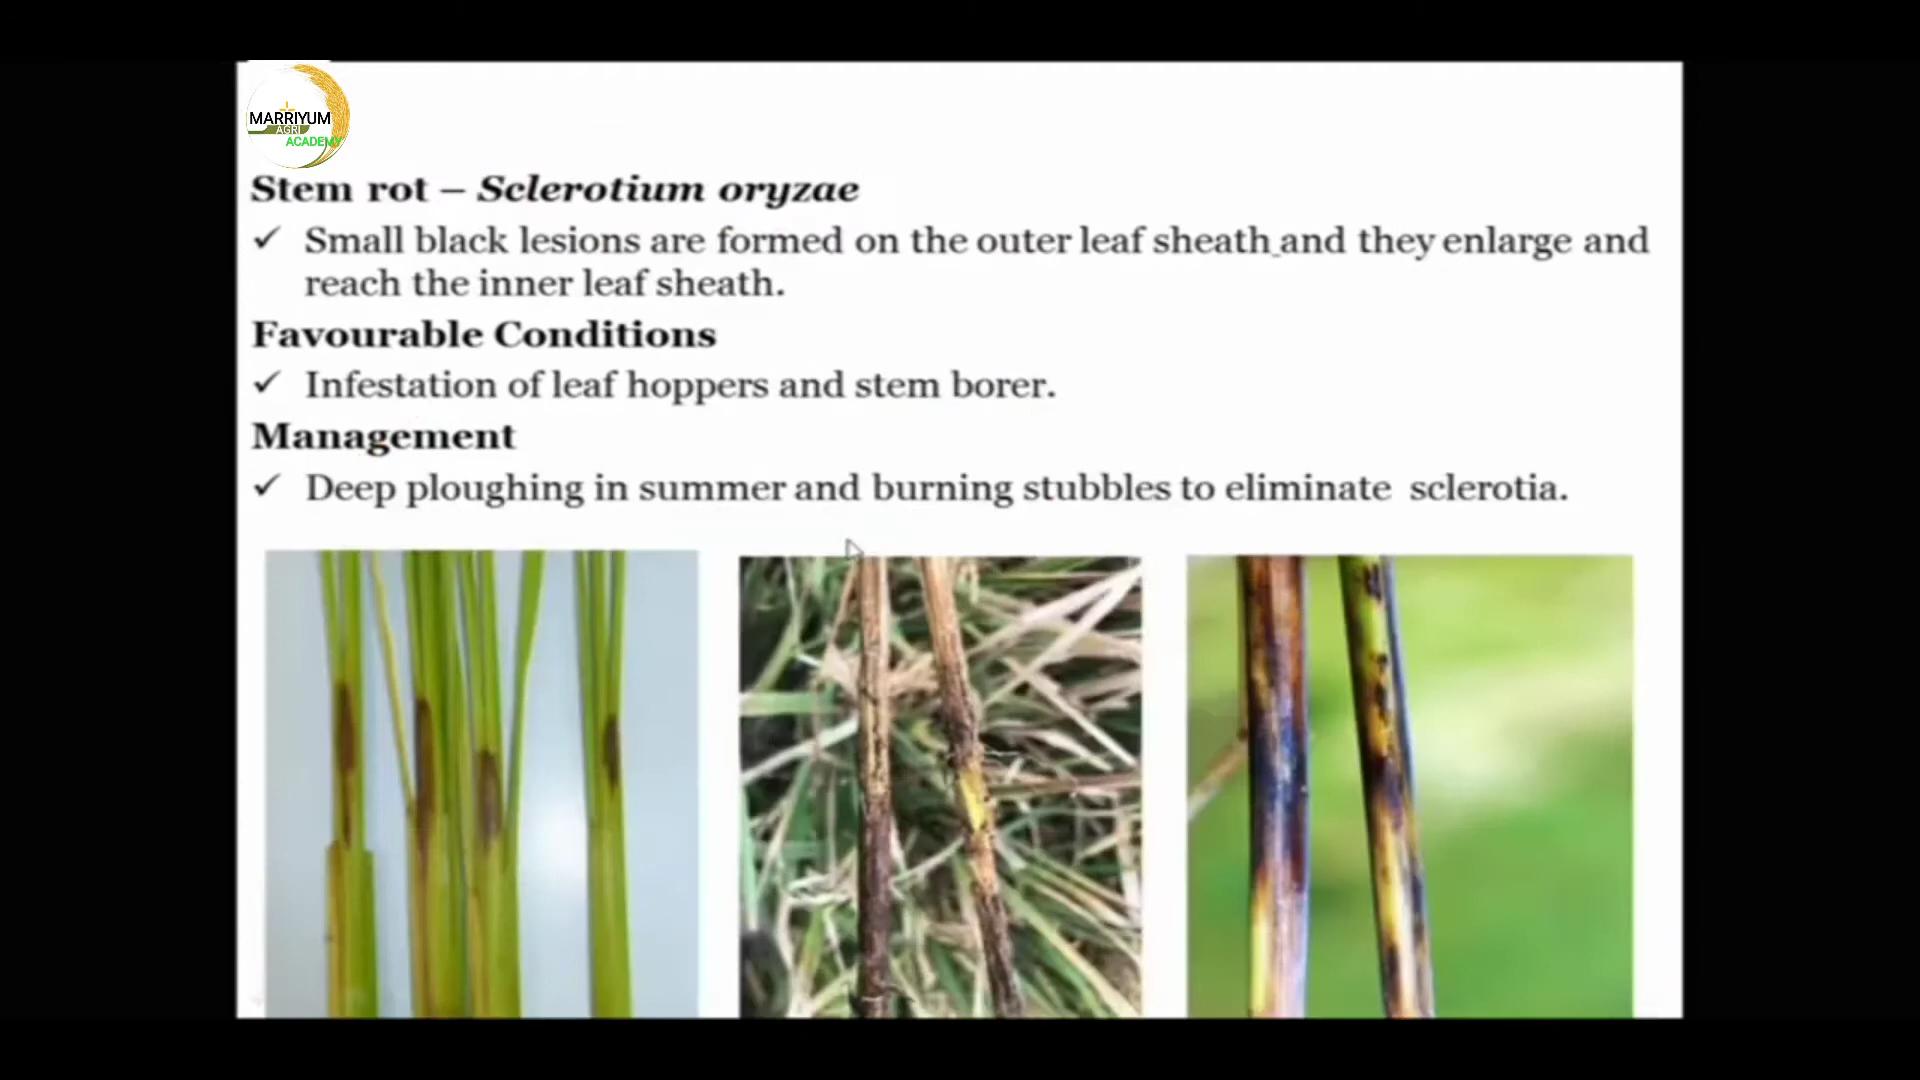 MARRIYUM
AGRI
ACADEMY
Stem rot – Sclerotium oryzae
✓ Small black lesions are formed on the outer leaf sheath and they enlarge and
reach the inner leaf sheath.
Favourable Conditions
✓ Infestation of leaf hoppers and stem borer.
Management
✓ Deep ploughing in summer and burning stubbles to eliminate sclerotia.